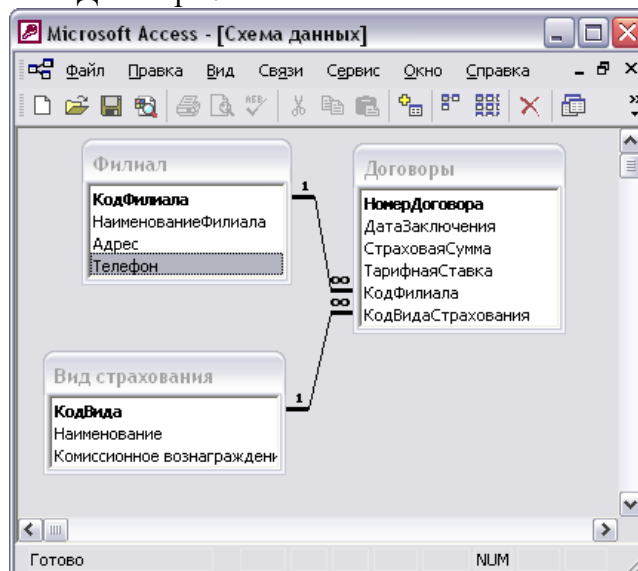 Microsoft Access - [Схема данных]
Файл Правка Вид Связи Сервис Окно Справка
Филиал
КодФилиала
НаименованиеФилиала
Адрес
Телефон
1
∞
Договоры
НомерДоговора
ДатаЗаключения
СтраховаяСумма
ТарифнаяСтавка
КодФилиала
КодВидаСтрахования
∞
1
Вид страхования
КодВида
Наименование
Комиссионное вознагражден
Готово NUM